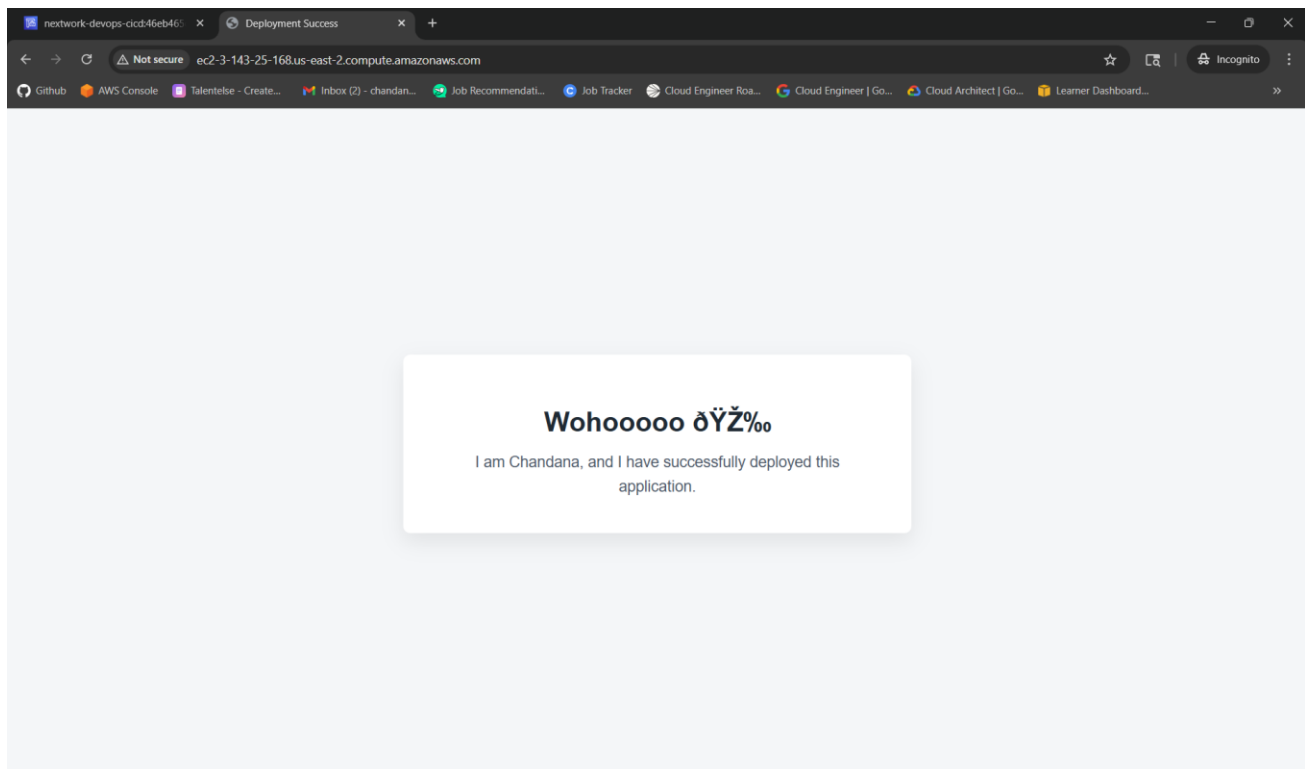 nextwork-devops-cicd:46eb465
Deployment Success
Not secure
ec2-3-143-25-168.us-east-2.compute.amazonaws.com
Incognito
Github
AWS Console
Talentelse - Create...
Inbox (2) - chandan...
Job Recommendati...
Job Tracker
Cloud Engineer Roa...
Cloud Engineer | Go...
Cloud Architect | Go...
Learner Dashboard...
Wohooooo ðŸŽ‰
I am Chandana, and I have successfully deployed this
application.